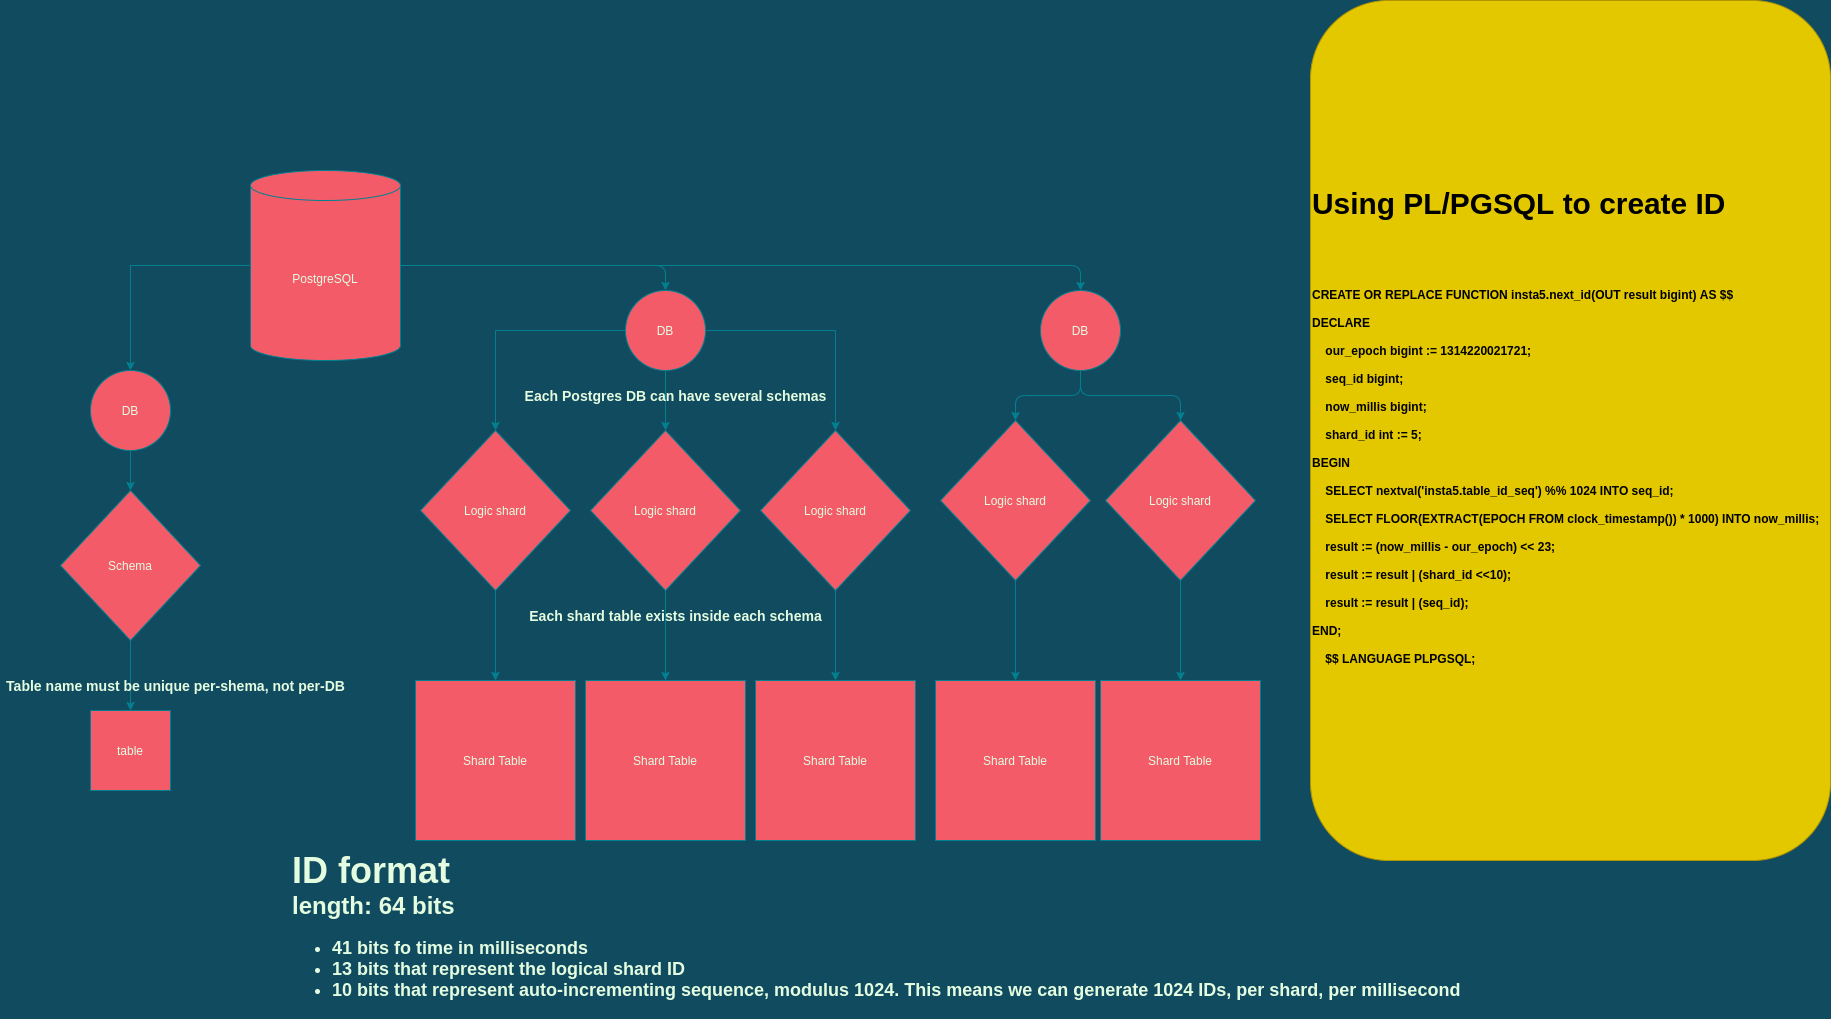 PostgreSQL
DB
DB
DB
Each Postgres DB can have several schemas
Schema
Logic shard
Logic shard
Logic shard
Logic shard
Logic shard
Each shard table exists inside each schema
Table name must be unique per-shema, not per-DB
table
Shard Table
Shard Table
Shard Table
Shard Table
Shard Table
ID format
length: 64 bits
• 41 bits fo time in milliseconds
• 13 bits that represent the logical shard ID
• 10 bits that represent auto-incrementing sequence, modulus 1024. This means we can generate 1024 IDs, per shard, per millisecond
Using PL/PGSQL to create ID
CREATE OR REPLACE FUNCTION insta5.next_id(OUT result bigint) AS $$
DECLARE
our_epoch bigint := 1314220021721;
seq_id bigint;
now_millis bigint;
shard_id int := 5;
BEGIN
SELECT nextval('insta5.table_id_seq') %% 1024 INTO seq_id;
SELECT FLOOR(EXTRACT(EPOCH FROM clock_timestamp()) * 1000) INTO now_millis;
result := (now_millis - our_epoch) << 23;
result := result | (shard_id <<10);
result := result | (seq_id);
END;
$$ LANGUAGE PLPGSQL;